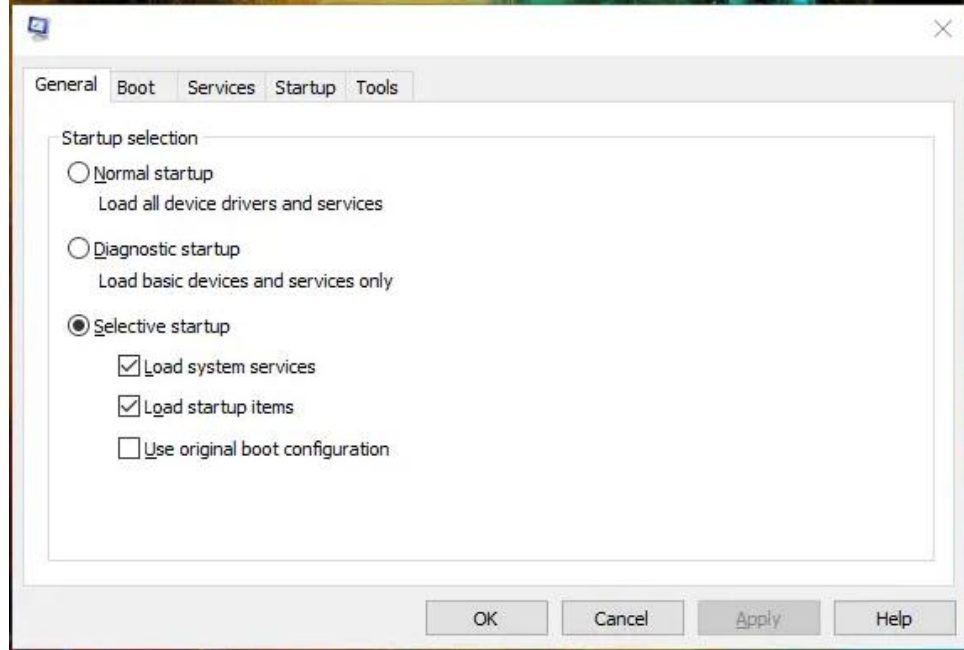 General Boot Services Startup Tools
Startup selection
Normal startup
Load all device drivers and services
Diagnostic startup
Load basic devices and services only
Selective startup
Load system services
Load startup items
Use original boot configuration
OK Cancel Apply Help